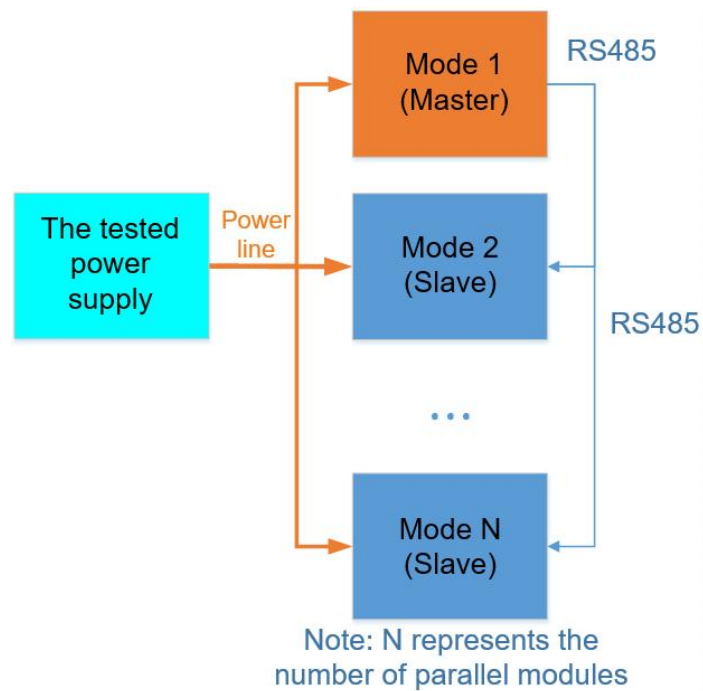 Mode 1
(Master)
RS485
The tested
power
supply
Power
line
Mode 2
(Slave)
RS485
...
Mode N
(Slave)
Note: N represents the
number of parallel modules